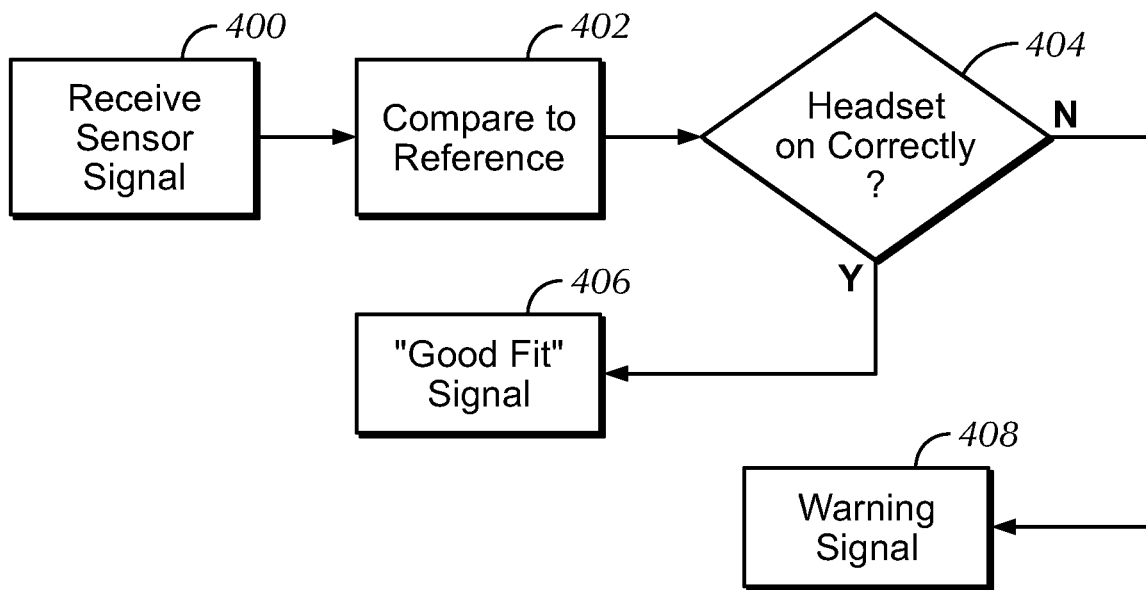 400
Receive
Sensor
Signal
402
Compare to
Reference
404
Headset
on Correctly
?
N
Y
406
"Good Fit"
Signal
408
Warning
Signal